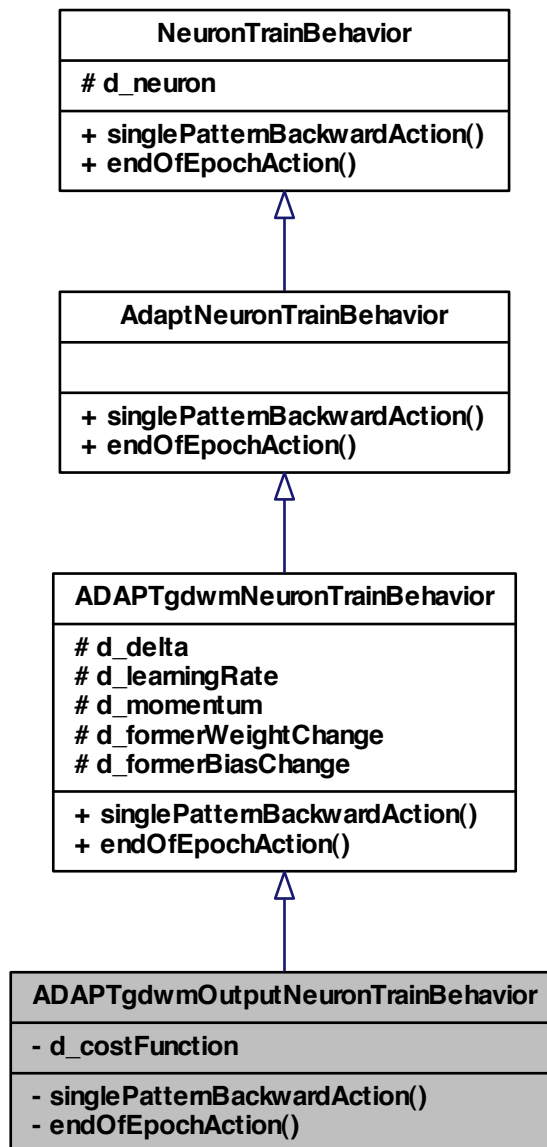 NeuronTrainBehavior
# d_neuron
+ singlePatternBackwardAction()
+ endOfEpochAction()
AdaptNeuronTrainBehavior
+ singlePatternBackwardAction()
+ endOfEpochAction()
ADAPTgdwmNeuronTrainBehavior
# d_delta
# d_learningRate
# d_momentum
# d_formerWeightChange
# d_formerBiasChange
+ singlePatternBackwardAction()
+ endOfEpochAction()
ADAPTgdwmOutputNeuronTrainBehavior
- d_costFunction
- singlePatternBackwardAction()
- endOfEpochAction()